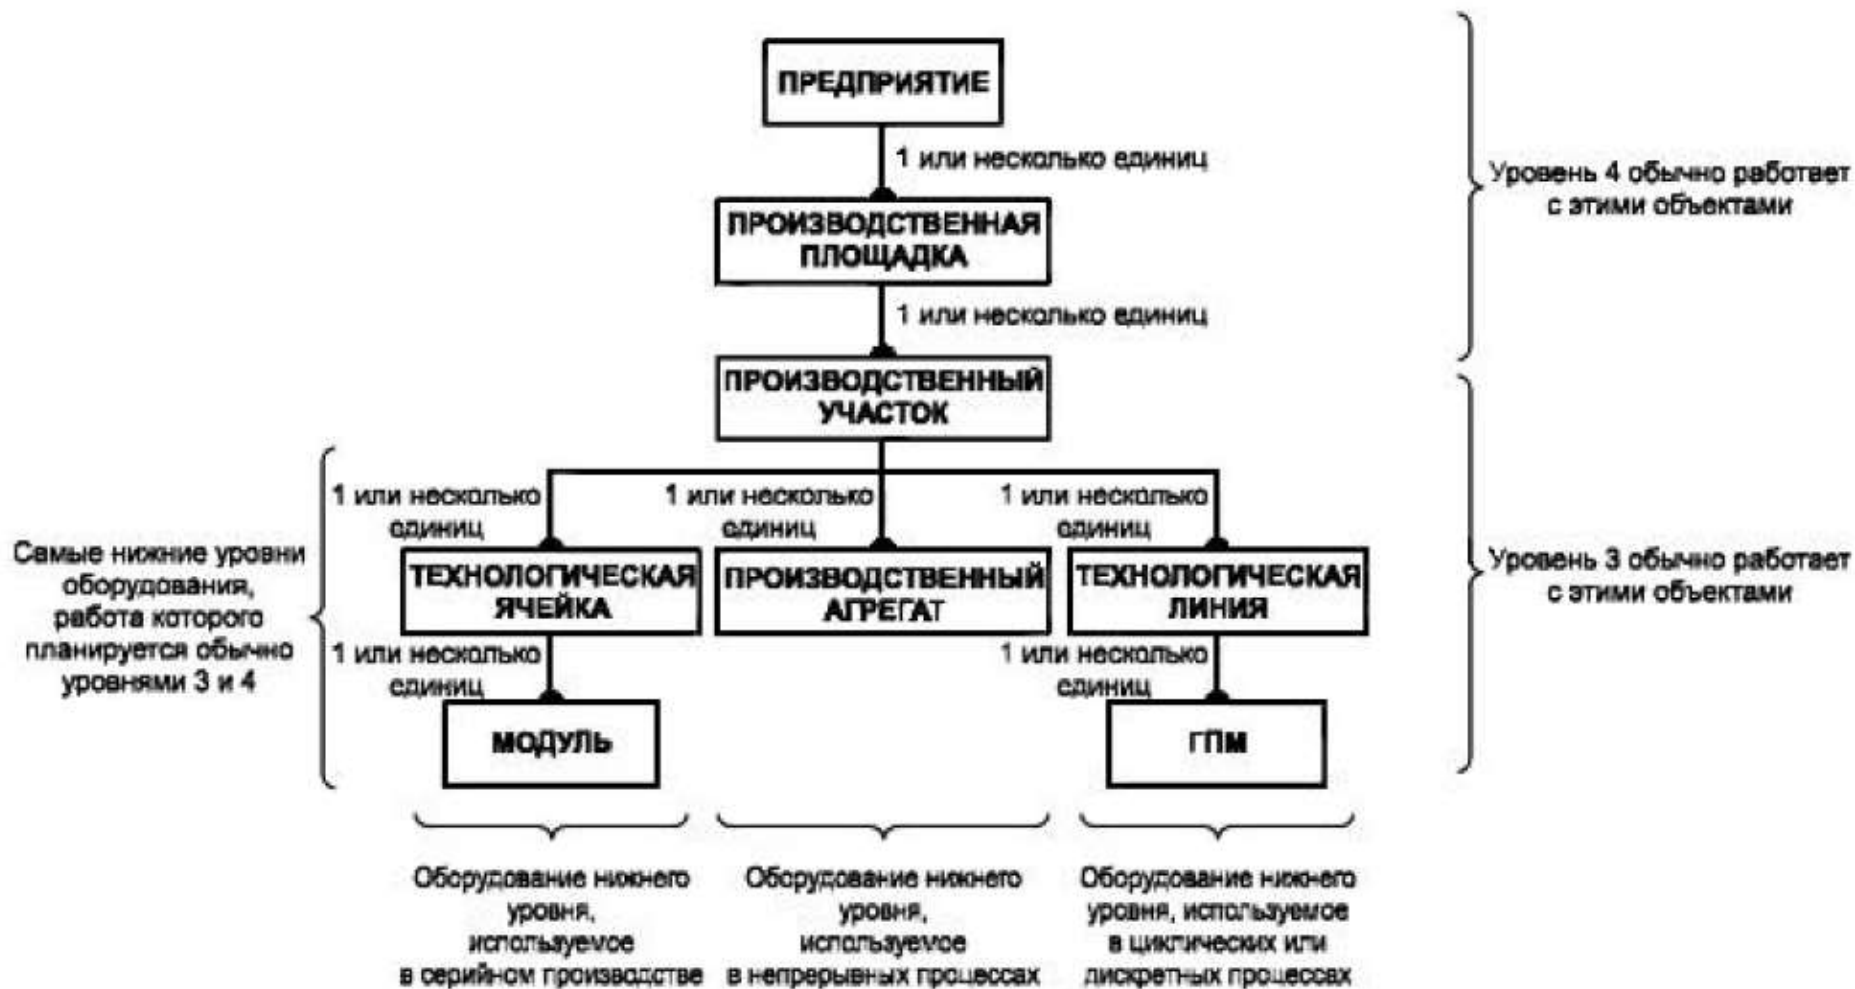 ПРЕДПРИЯТИЕ
1 или несколько единиц
Уровень 4 обычно работает
с этими объектами
ПРОИЗВОДСТВЕННАЯ
ПЛОЩАДКА
1 или несколько единиц
ПРОИЗВОДСТВЕННЫЙ
УЧАСТОК
1 или несколько
единиц
1 или несколько
единиц
1 или несколько
единиц
Самые нижние уровни
оборудования,
работа которого
планируется обычно
уровнями 3 и 4
ТЕХНОЛОГИЧЕСКАЯ
ЯЧЕЙКА
ПРОИЗВОДСТВЕННЫЙ
АГРЕГАТ
ТЕХНОЛОГИЧЕСКАЯ
ЛИНИЯ
Уровень 3 обычно работает
с этими объектами
1 или несколько
единиц
1 или несколько
единиц
МОДУЛЬ
ГПМ
Оборудование нижнего
уровня,
используемое
в серийном производстве
Оборудование нижнего
уровня,
используемое
в непрерывных процессах
Оборудование нижнего
уровня, используемое
в циклических или
дискретных процессах